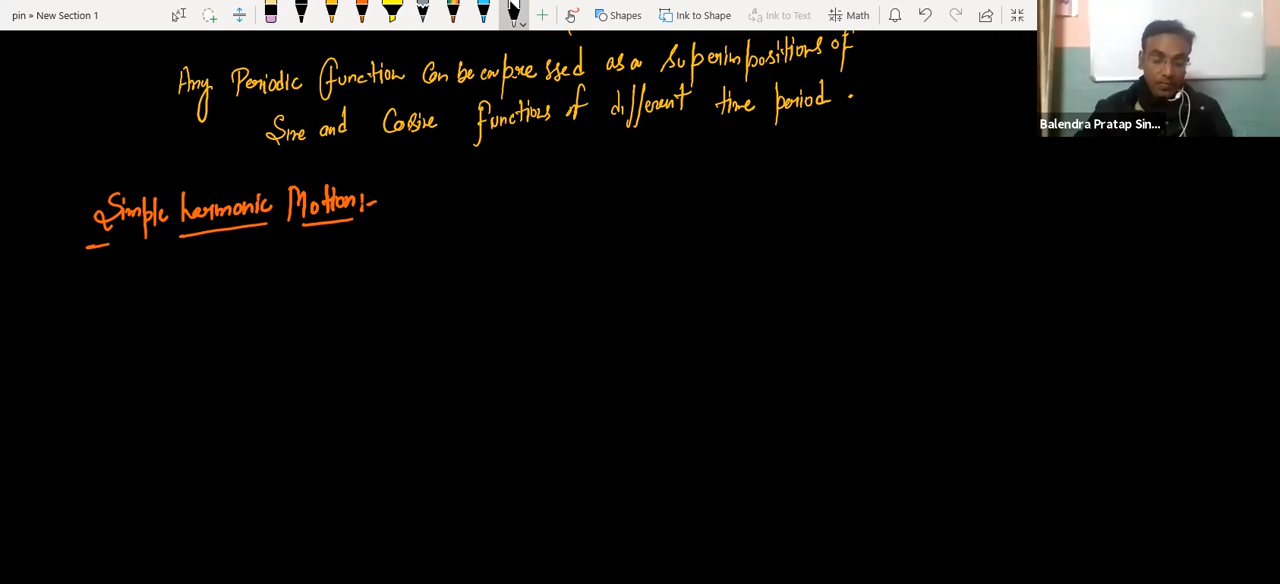 pin » New Section 1
Shapes
Ink to Shape
Ink to Text
Math
Any Periodic function can be expressed as a superimpositions of
Sine and Cosine functions of different time period.
Simple harmonic Motion:-
Balendra Pratap Sin...